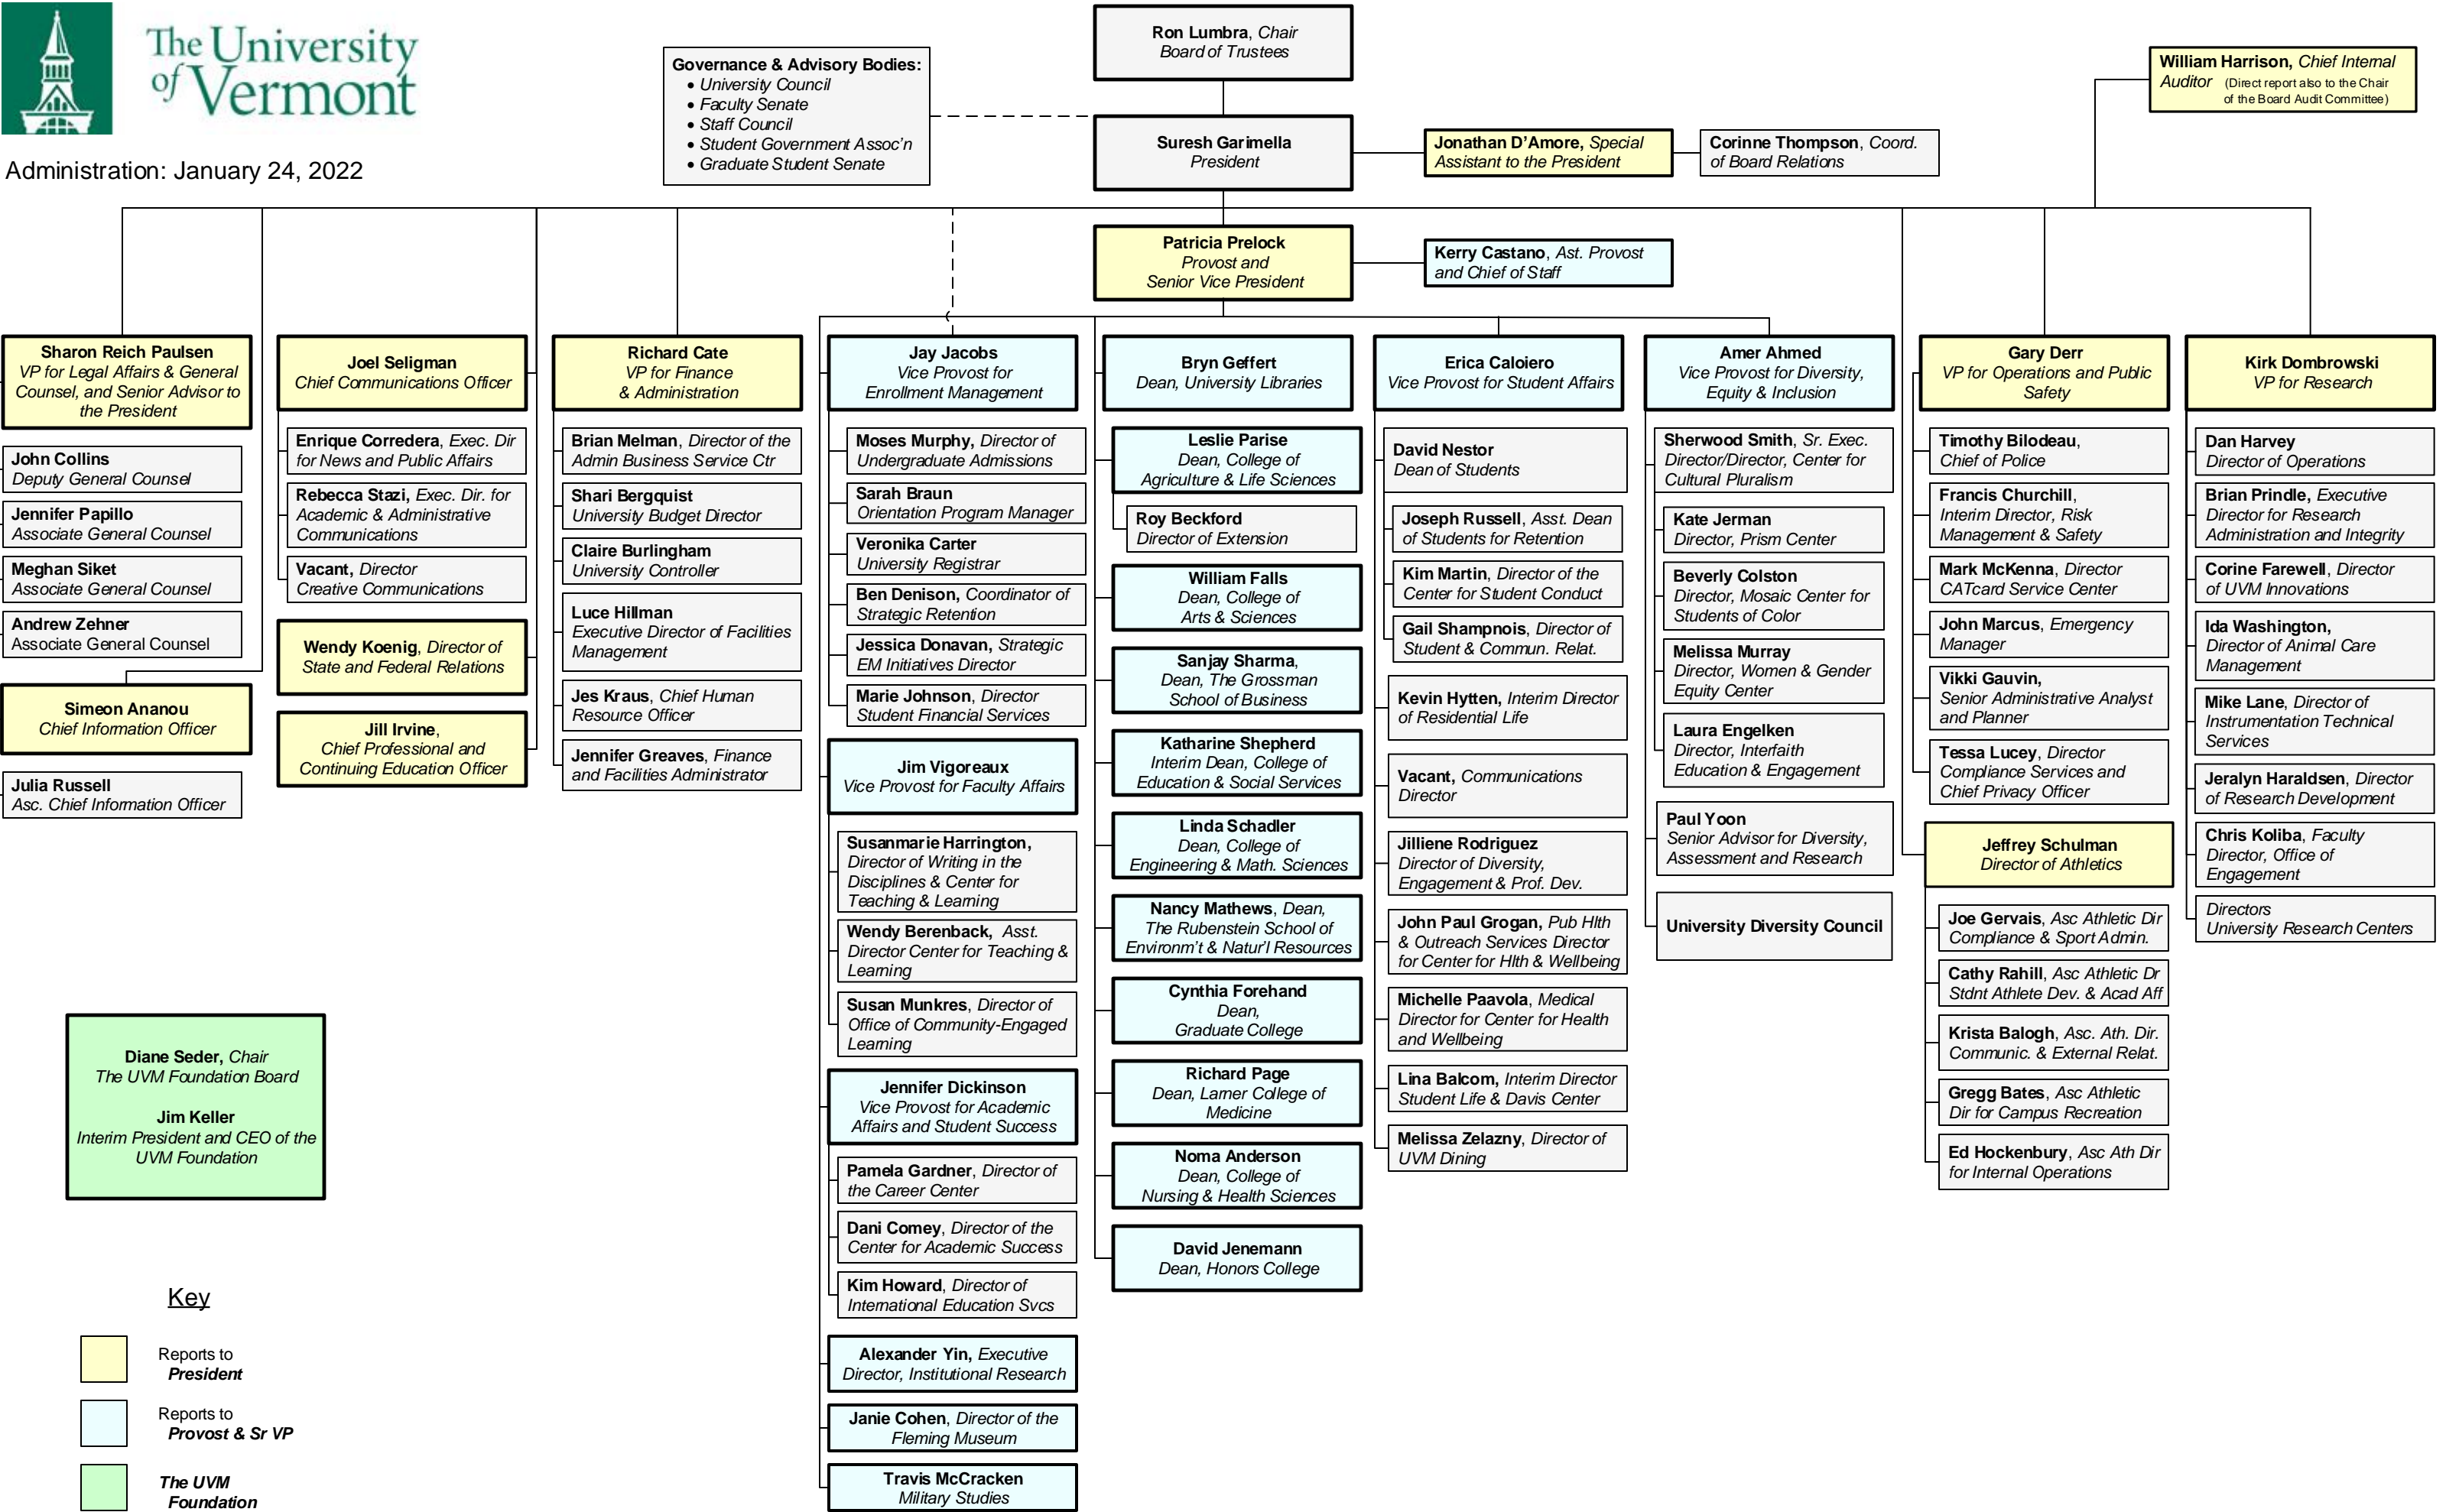 The University
of Vermont
Administration: January 24, 2022
Governance & Advisory Bodies:
• University Council
• Faculty Senate
• Staff Council
• Student Government Assoc'n
• Graduate Student Senate
Ron Lumbra, Chair
Board of Trustees
Suresh Garimella
President
Jonathan D'Amore, Special
Assistant to the President
Corinne Thompson, Coord.
of Board Relations
William Harrison, Chief Internal
Auditor (Direct report also to the Chair
of the Board Audit Committee)
Patricia Prelock
Provost and
Senior Vice President
Kerry Castano, Ast. Provost
and Chief of Staff
Sharon Reich Paulsen
VP for Legal Affairs & General
Counsel, and Senior Advisor to
the President
John Collins
Deputy General Counsel
Jennifer Papillo
Associate General Counsel
Meghan Siket
Associate General Counsel
Andrew Zehner
Associate General Counsel
Simeon Ananou
Chief Information Officer
Julia Russell
Asc. Chief Information Officer
Joel Seligman
Chief Communications Officer
Enrique Corredera, Exec. Dir
for News and Public Affairs
Rebecca Stazi, Exec. Dir. for
Academic & Administrative
Communications
Vacant, Director
Creative Communications
Wendy Koenig, Director of
State and Federal Relations
Jill Irvine,
Chief Professional and
Continuing Education Officer
Richard Cate
VP for Finance
& Administration
Brian Melman, Director of the
Admin Business Service Ctr
Shari Bergquist
University Budget Director
Claire Burlingham
University Controller
Luce Hillman
Executive Director of Facilities
Management
Jes Kraus, Chief Human
Resource Officer
Jennifer Greaves, Finance
and Facilities Administrator
Jay Jacobs
Vice Provost for
Enrollment Management
Moses Murphy, Director of
Undergraduate Admissions
Sarah Braun
Orientation Program Manager
Veronika Carter
University Registrar
Ben Denison, Coordinator of
Strategic Retention
Jessica Donavan, Strategic
EM Initiatives Director
Marie Johnson, Director
Student Financial Services
Jim Vigoreaux
Vice Provost for Faculty Affairs
Susanmarie Harrington,
Director of Writing in the
Disciplines & Center for
Teaching & Learning
Wendy Berenback, Asst.
Director Center for Teaching &
Learning
Susan Munkres, Director of
Office of Community-Engaged
Learning
Jennifer Dickinson
Vice Provost for Academic
Affairs and Student Success
Pamela Gardner, Director of
the Career Center
Dani Comey, Director of the
Center for Academic Success
Kim Howard, Director of
International Education Svcs
Alexander Yin, Executive
Director, Institutional Research
Janie Cohen, Director of the
Fleming Museum
Travis McCracken
Military Studies
Bryn Geffert
Dean, University Libraries
Leslie Parise
Dean, College of
Agriculture & Life Sciences
Roy Beckford
Director of Extension
William Falls
Dean, College of
Arts & Sciences
Sanjay Sharma,
Dean, The Grossman
School of Business
Katharine Shepherd
Interim Dean, College of
Education & Social Services
Linda Schadler
Dean, College of
Engineering & Math. Sciences
Nancy Mathews, Dean,
The Rubenstein School of
Environm't & Natur'l Resources
Cynthia Forehand
Dean,
Graduate College
Richard Page
Dean, Larner College of
Medicine
Noma Anderson
Dean, College of
Nursing & Health Sciences
David Jenemann
Dean, Honors College
Erica Caloiero
Vice Provost for Student Affairs
David Nestor
Dean of Students
Joseph Russell, Asst. Dean
of Students for Retention
Kim Martin, Director of the
Center for Student Conduct
Gail Shampnois, Director of
Student & Commun. Relat.
Kevin Hytten, Interim Director
of Residential Life
Vacant, Communications
Director
Jilliene Rodriguez
Director of Diversity,
Engagement & Prof. Dev.
John Paul Grogan, Pub Hlth
& Outreach Services Director
for Center for Hlth & Wellbeing
Michelle Paavola, Medical
Director for Center for Health
and Wellbeing
Lina Balcom, Interim Director
Student Life & Davis Center
Melissa Zelazny, Director of
UVM Dining
Amer Ahmed
Vice Provost for Diversity,
Equity & Inclusion
Sherwood Smith, Sr. Exec.
Director/Director, Center for
Cultural Pluralism
Kate Jerman
Director, Prism Center
Beverly Colston
Director, Mosaic Center for
Students of Color
Melissa Murray
Director, Women & Gender
Equity Center
Laura Engelken
Director, Interfaith
Education & Engagement
Paul Yoon
Senior Advisor for Diversity,
Assessment and Research
University Diversity Council
Gary Derr
VP for Operations and Public
Safety
Timothy Bilodeau,
Chief of Police
Francis Churchill,
Interim Director, Risk
Management & Safety
Mark McKenna, Director
CATcard Service Center
John Marcus, Emergency
Manager
Vikki Gauvin,
Senior Administrative Analyst
and Planner
Tessa Lucey, Director
Compliance Services and
Chief Privacy Officer
Jeffrey Schulman
Director of Athletics
Joe Gervais, Asc Athletic Dir
Compliance & Sport Admin.
Cathy Rahill, Asc Athletic Dr
Stdnt Athlete Dev. & Acad Aff
Krista Balogh, Asc. Ath. Dir.
Communic. & External Relat.
Gregg Bates, Asc Athletic
Dir for Campus Recreation
Ed Hockenbury, Asc Ath Dir
for Internal Operations
Kirk Dombrowski
VP for Research
Dan Harvey
Director of Operations
Brian Prindle, Executive
Director for Research
Administration and Integrity
Corine Farewell, Director
of UVM Innovations
Ida Washington,
Director of Animal Care
Management
Mike Lane, Director of
Instrumentation Technical
Services
Jeralyn Haraldsen, Director
of Research Development
Chris Koliba, Faculty
Director, Office of
Engagement
Directors
University Research Centers
Diane Seder, Chair
The UVM Foundation Board
Jim Keller
Interim President and CEO of the
UVM Foundation
Key
Reports to
President
Reports to
Provost & Sr VP
The UVM
Foundation